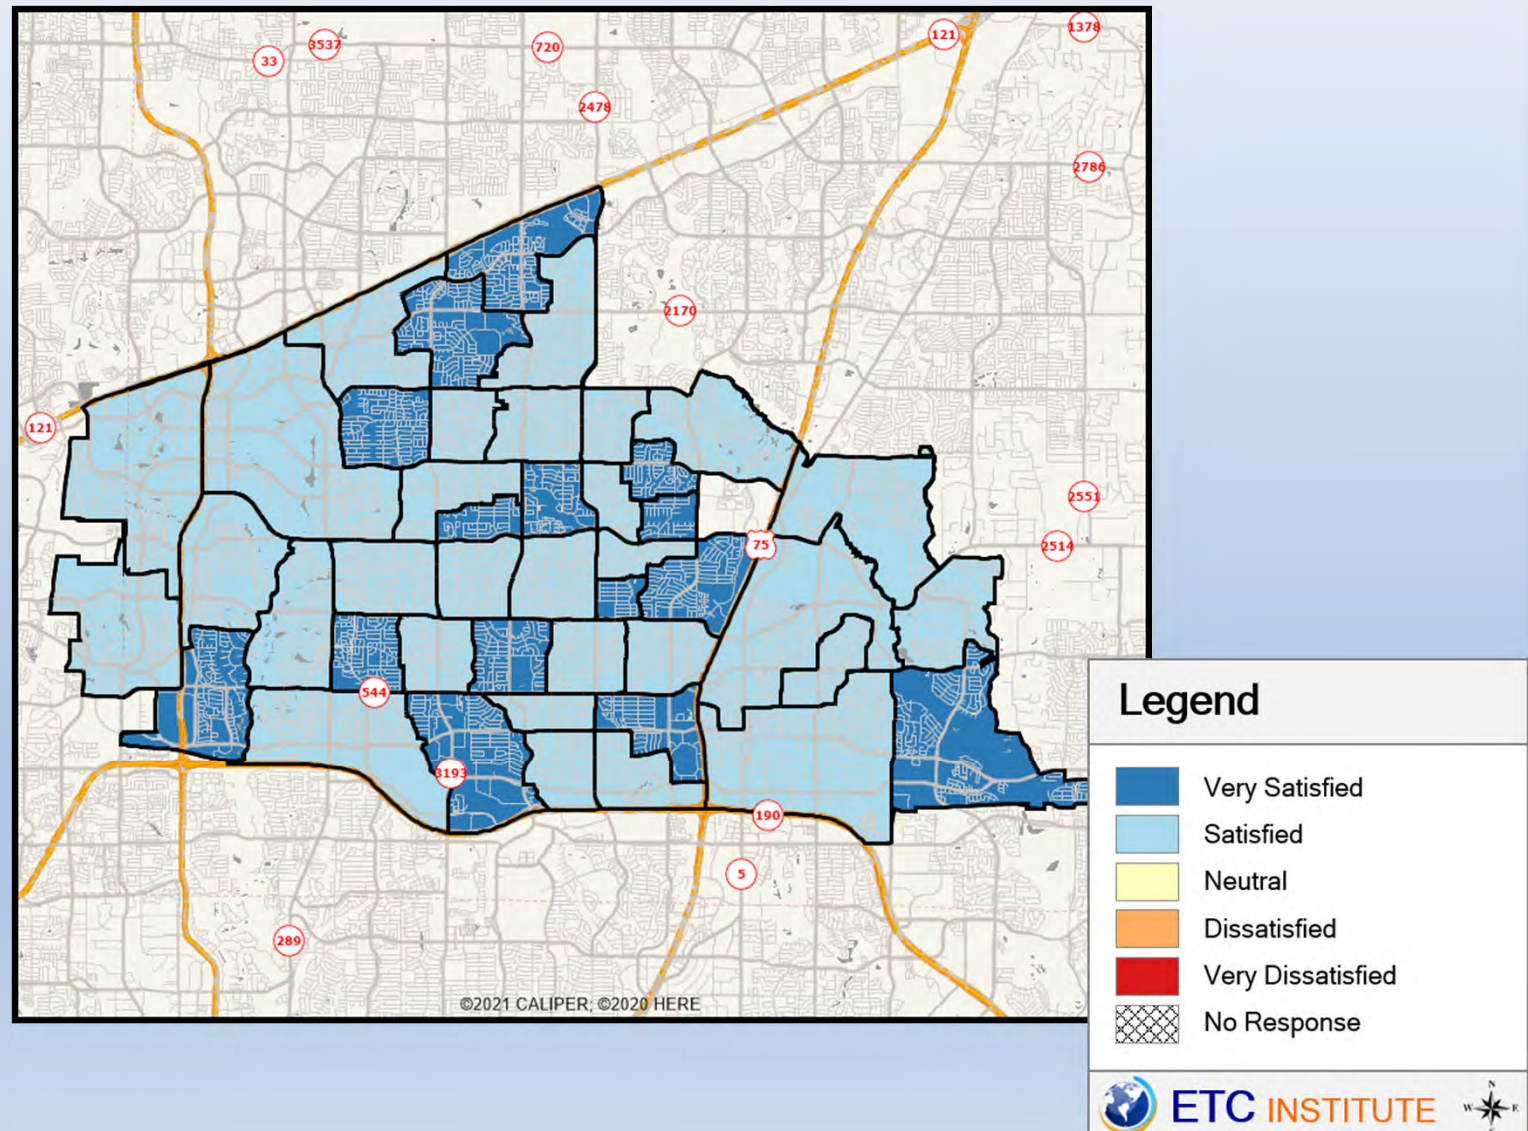 1378
121
3537
720
33
2478
2786
2170
121
2551
75
2514
544
3193
190
5
289
©2021 CALIPER; ©2020 HERE
Legend
Very Satisfied
Satisfied
Neutral
Dissatisfied
Very Dissatisfied
No Response
ETC INSTITUTE
N
W E
S